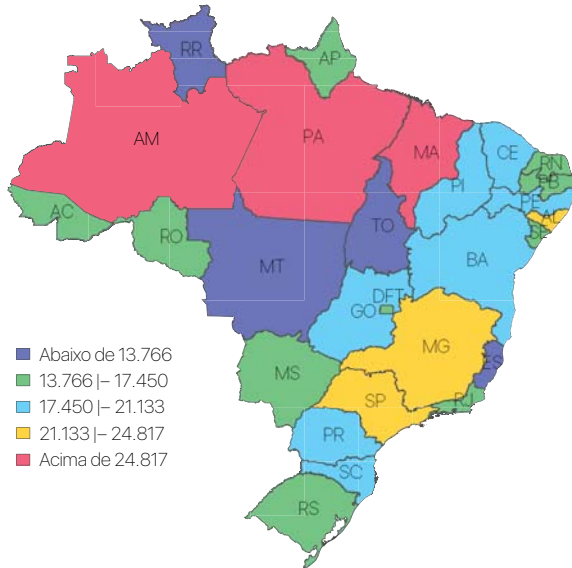 RR
AP
AM
PA
MA
CE
RN
PB
PI
PE
AL
SE
AC
RO
TO
BA
MT
DFT
GO
MG
ES
MS
SP
RJ
PR
SC
RS
Abaixo de 13.766
13.766 |– 17.450
17.450 |– 21.133
21.133 |– 24.817
Acima de 24.817